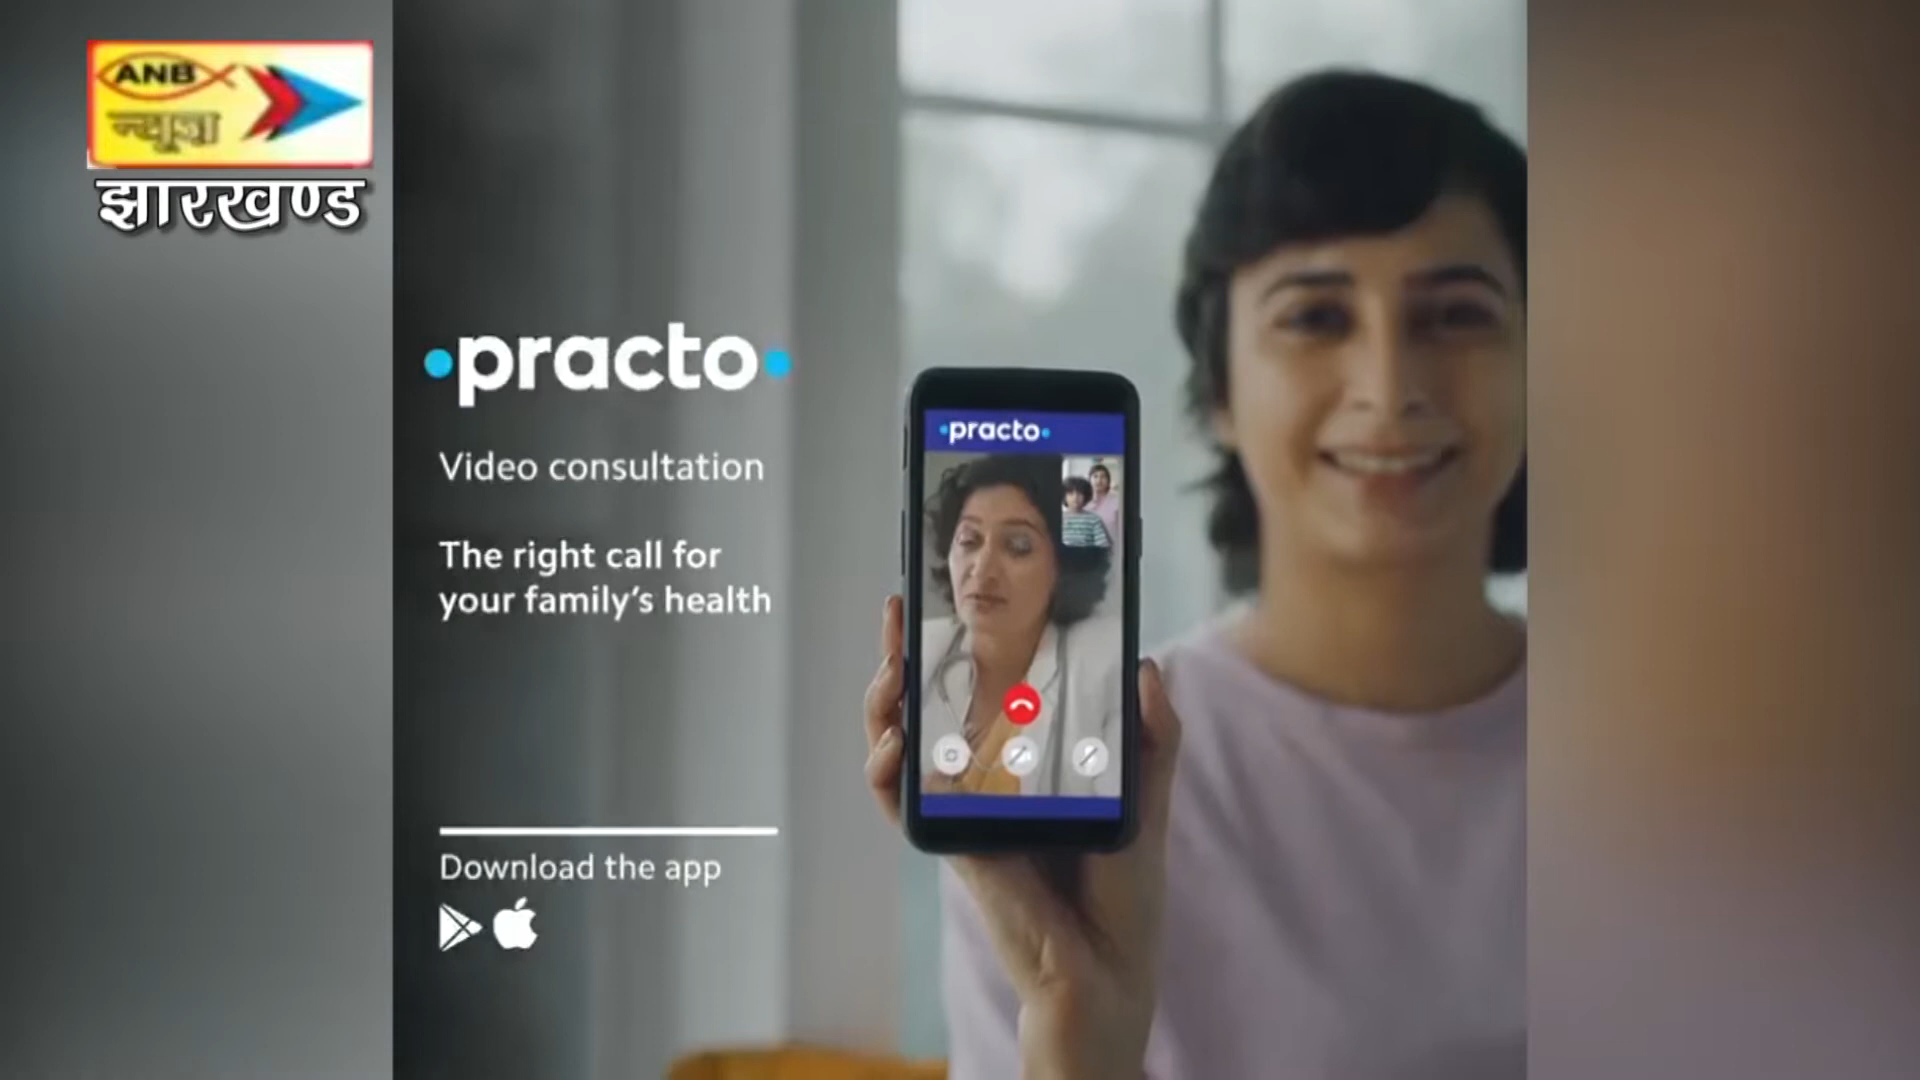 ANB
न्यूज़
झारखण्ड
practo
Video consultation
The right call for
your family's health
Download the app
practo